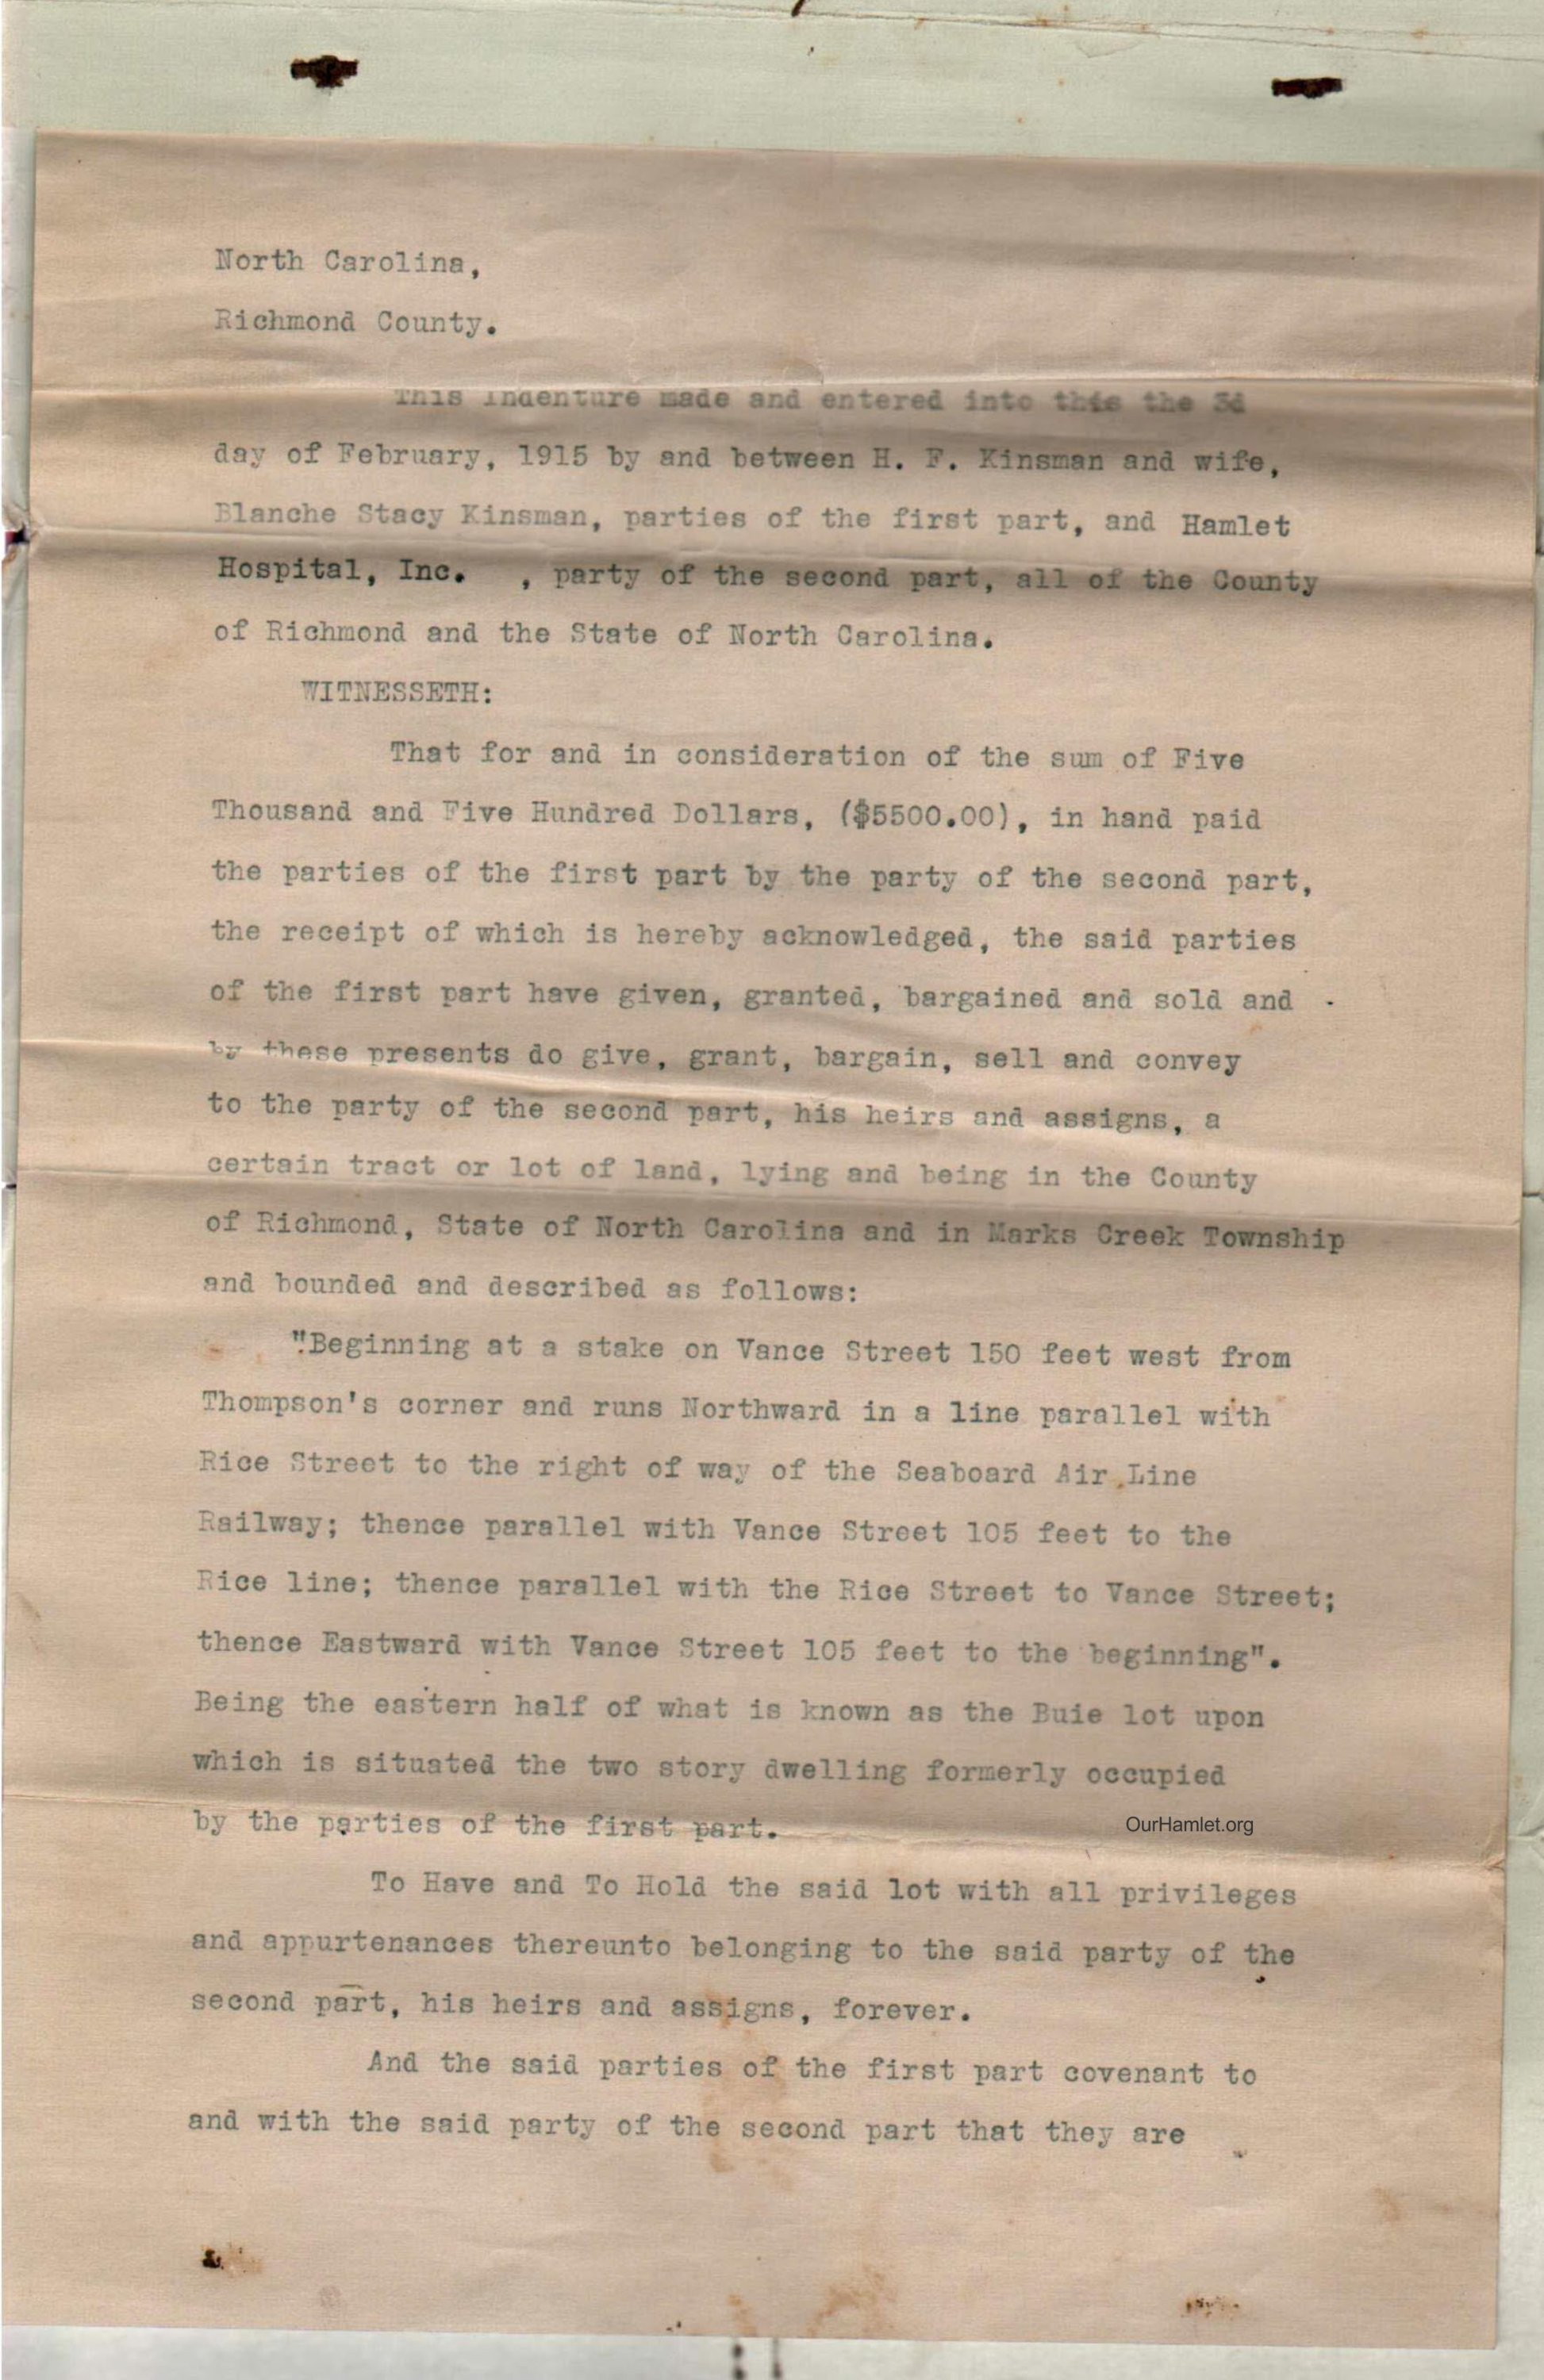 North Carolina,
Richmond County.
This Indenture made and entered into this the 3d
day of February, 1915 by and between H. F. Kinsman and wife,
Blanche Stacy Kinsman, parties of the first part, and Hamlet
Hospital, Inc. , party of the second part, all of the County
of Richmond and the State of North Carolina.
WITNESSETH:
That for and in consideration of the sum of Five
Thousand and Five Hundred Dollars, ($5500.00), in hand paid
the parties of the first part by the party of the second part,
the receipt of which is hereby acknowledged, the said parties
of the first part have given, granted, bargained and sold and
by these presents do give, grant, bargain, sell and convey
to the party of the second part, his heirs and assigns, a
certain tract or lot of land, lying and being in the County
of Richmond, State of North Carolina and in Marks Creek Township
and bounded and described as follows:
"Beginning at a stake on Vance Street 150 feet west from
Thompson's corner and runs Northward in a line parallel with
Rice Street to the right of way of the Seaboard Air Line
Railway; thence parallel with Vance Street 105 feet to the
Rice line; thence parallel with the Rice Street to Vance Street;
thence Eastward with Vance Street 105 feet to the beginning".
Being the eastern half of what is known as the Buie lot upon
which is situated the two story dwelling formerly occupied
by the parties of the first part.
OurHamlet.org
To Have and To Hold the said lot with all privileges
and appurtenances thereunto belonging to the said party of the
second part, his heirs and assigns, forever.
And the said parties of the first part covenant to
and with the said party of the second part that they are